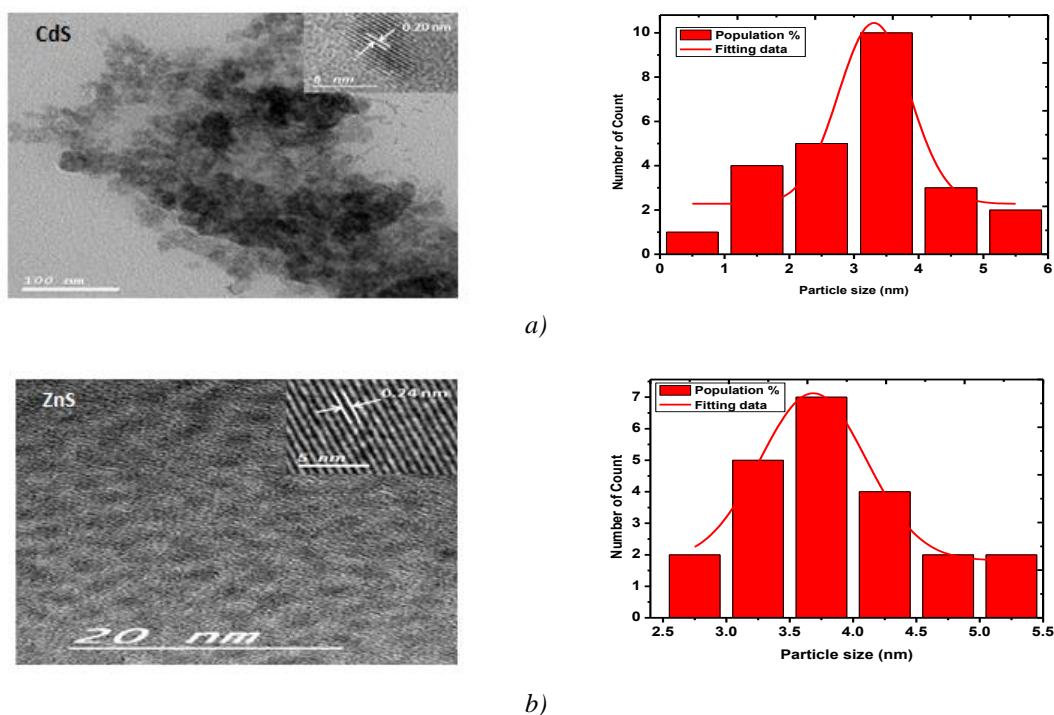 CdS
0.20 nm
5 nm
100 nm
Population %
Fitting data
Number of Count
10
8
6
4
2
0
0 1 2 3 4 5 6
Particle size (nm)
a)
ZnS
0.24 nm
5 nm
20 nm
Population %
Fitting data
Number of Count
7
6
5
4
3
2
1
0
2.5 3.0 3.5 4.0 4.5 5.0 5.5
Particle size (nm)
b)